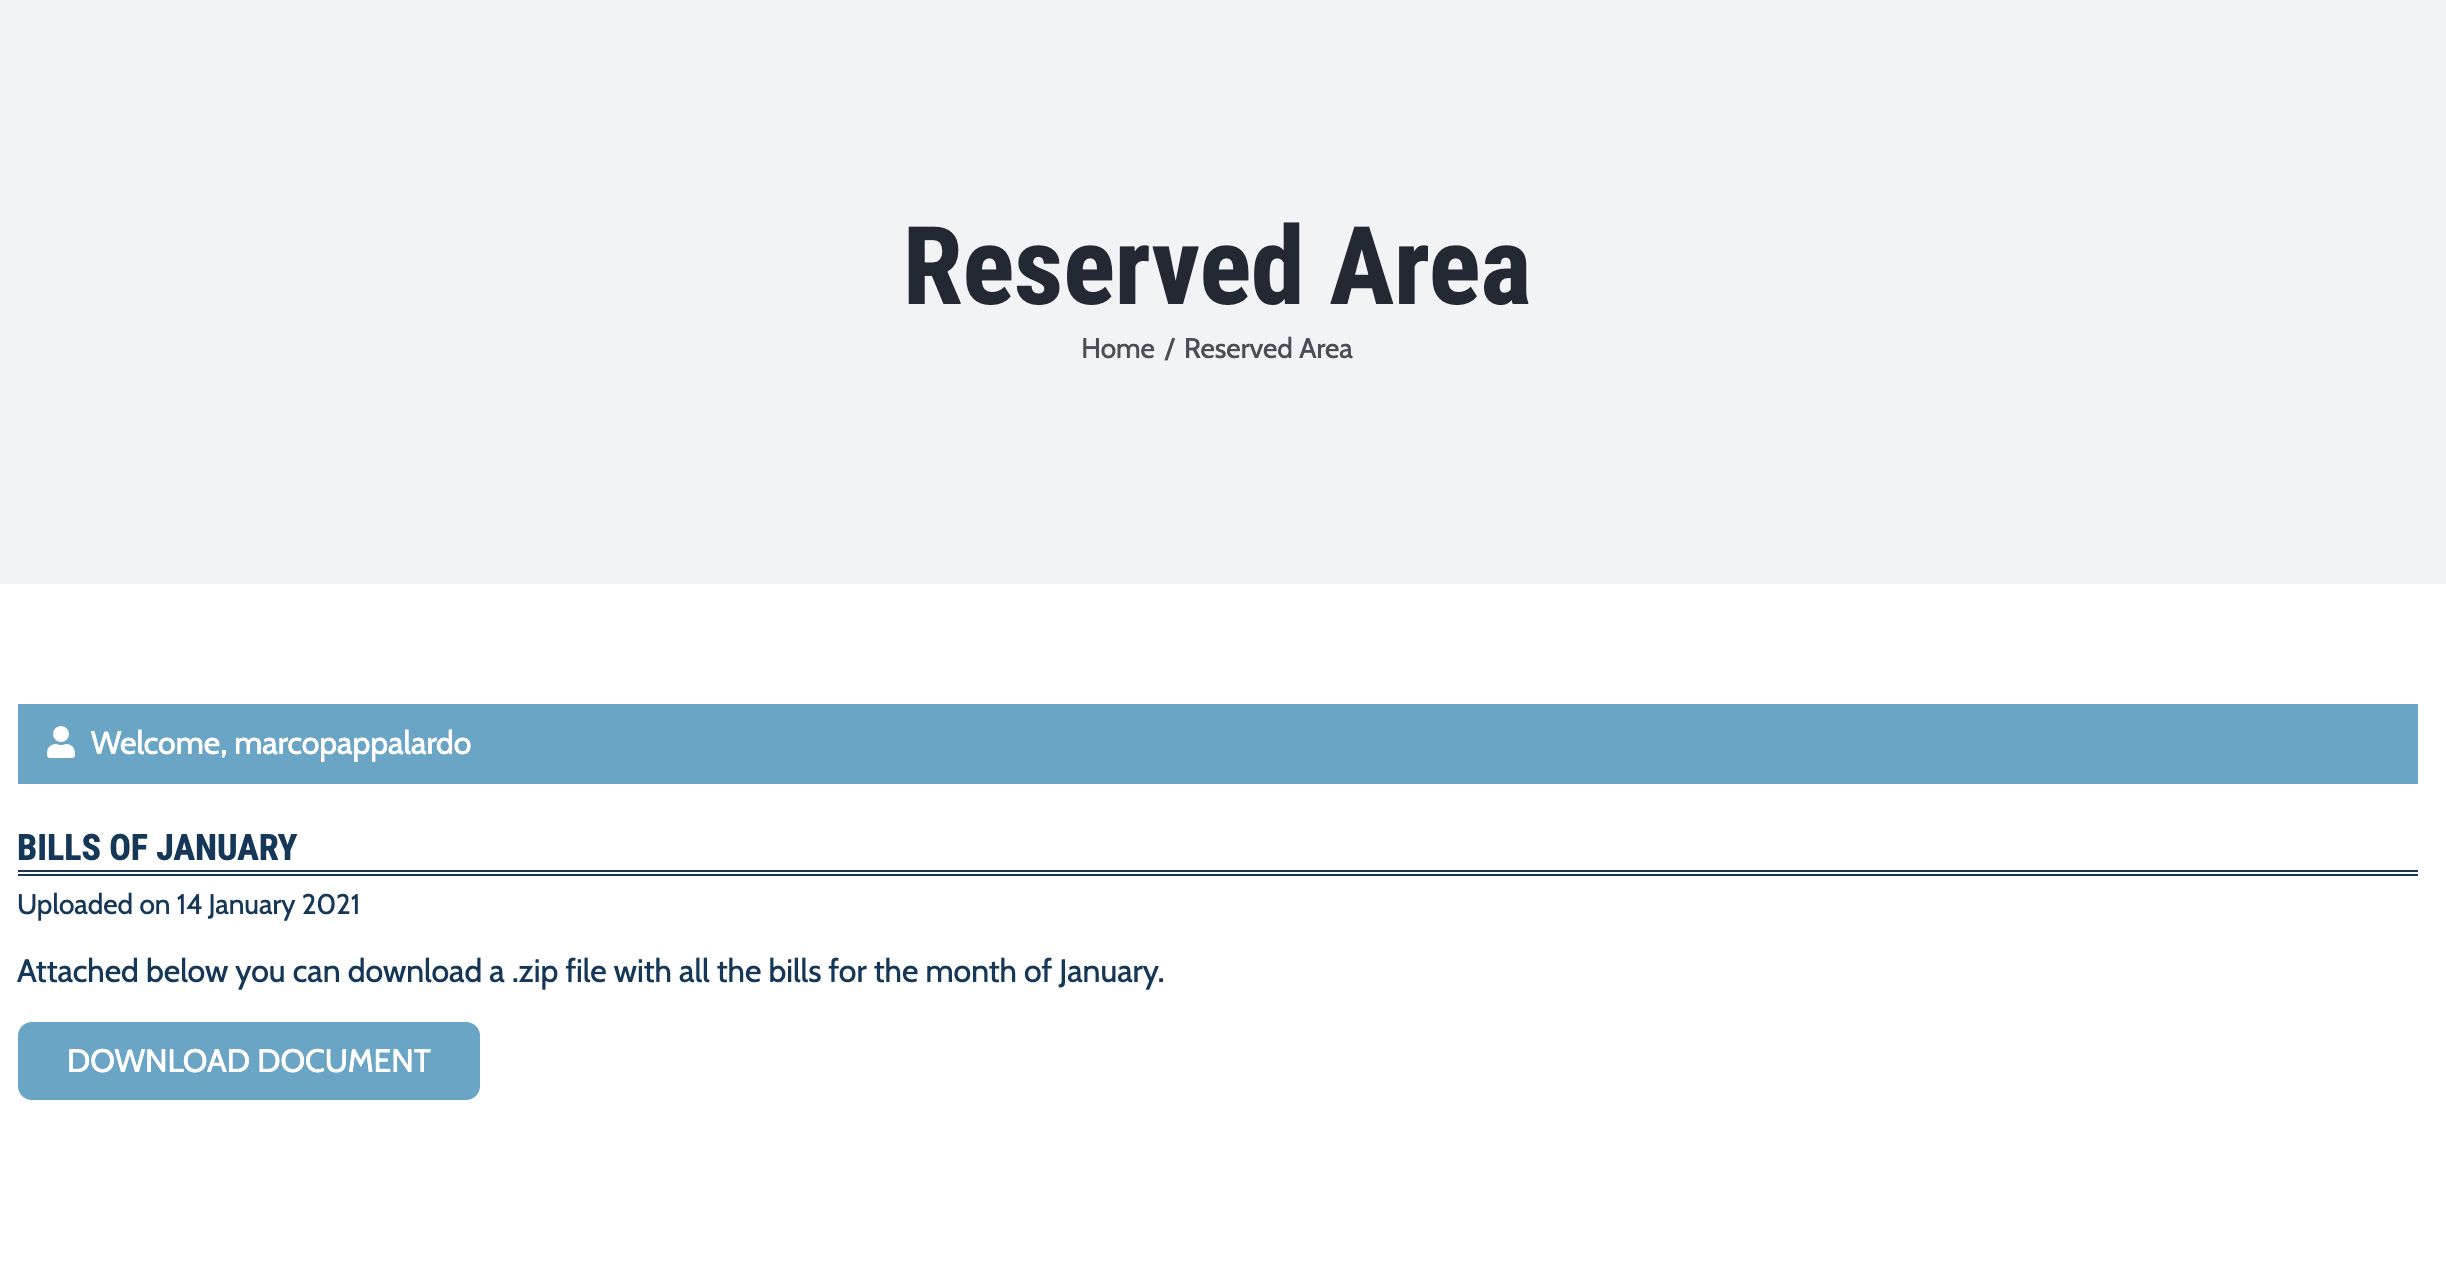 Reserved Area
Home / Reserved Area
Welcome, marcopappalardo
BILLS OF JANUARY
Uploaded on 14 January 2021
Attached below you can download a .zip file with all the bills for the month of January.
DOWNLOAD DOCUMENT